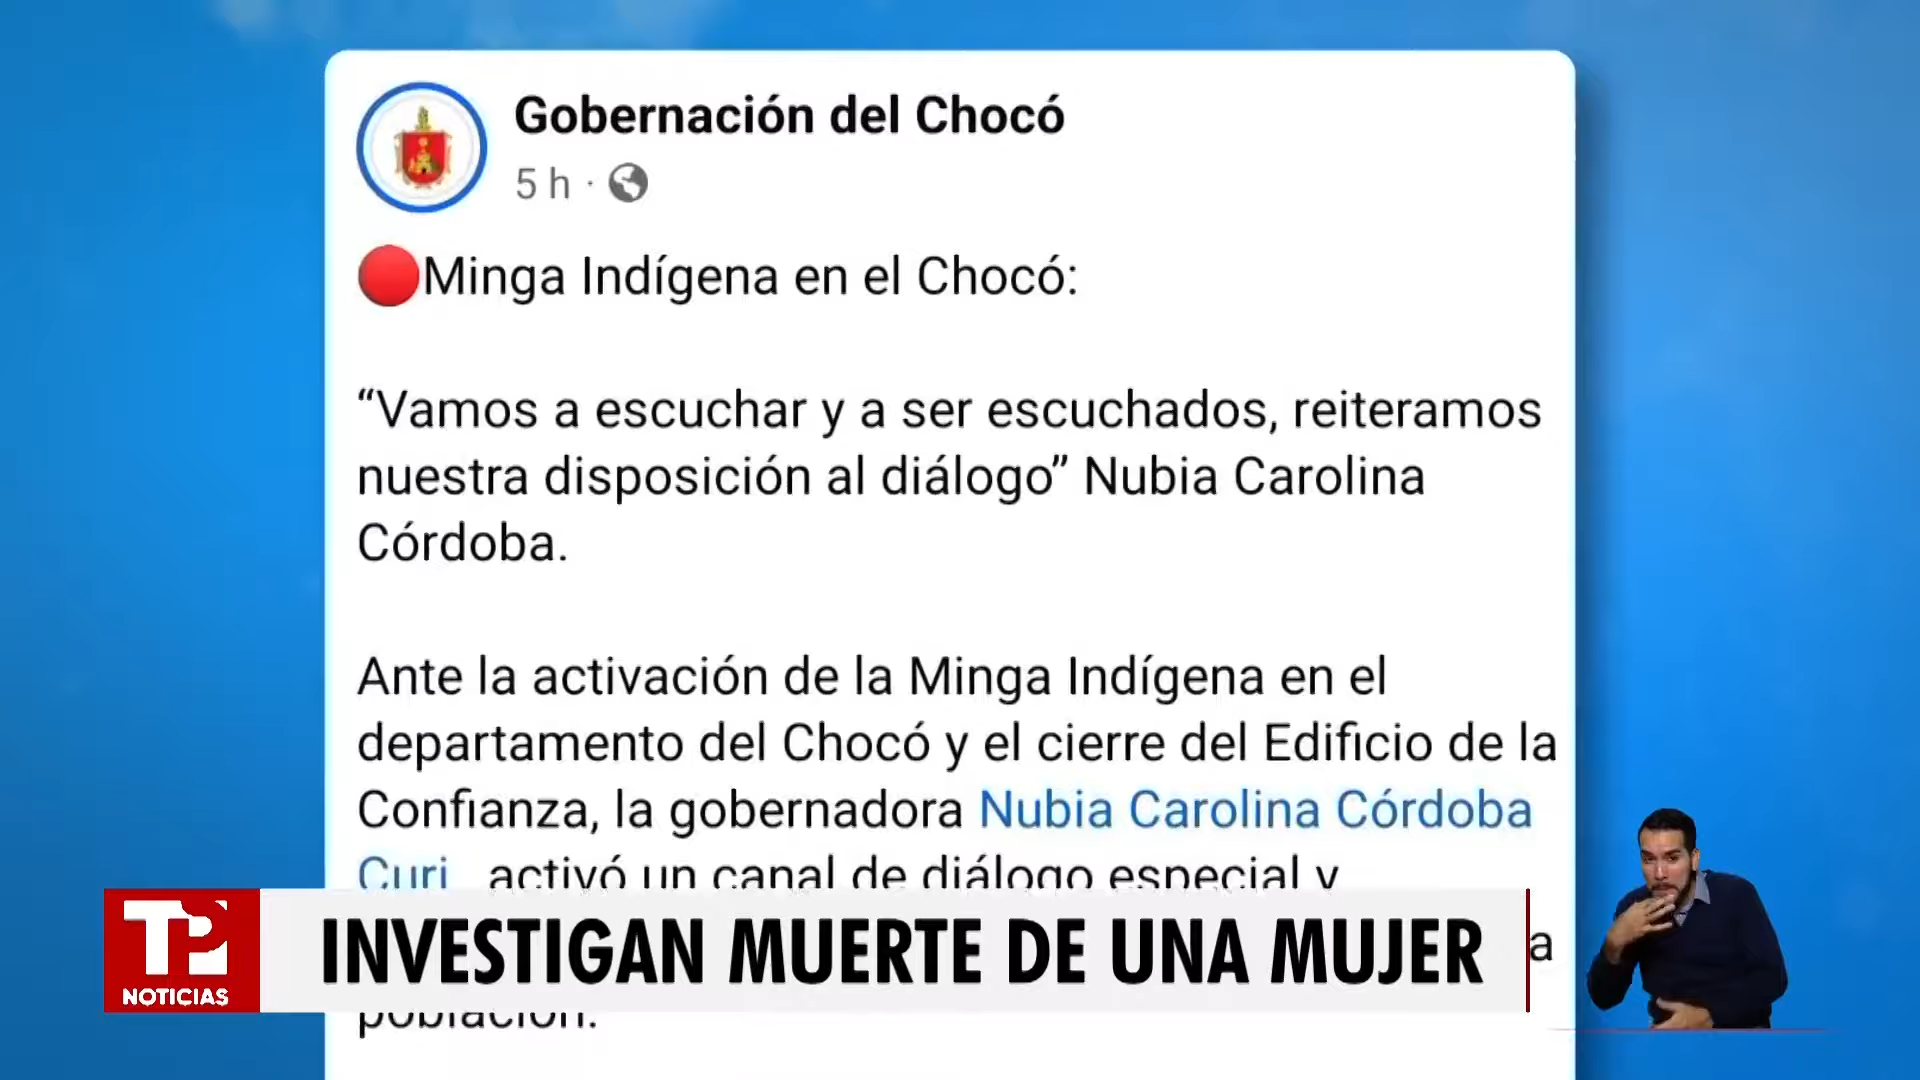 Gobernación del Chocó
5 h ·
Minga Indígena en el Chocó:
“Vamos a escuchar y a ser escuchados, reiteramos
nuestra disposición al diálogo” Nubia Carolina
Córdoba.
Ante la activación de la Minga Indígena en el
departamento del Chocó y el cierre del Edificio de la
Confianza, la gobernadora Nubia Carolina Córdoba
Curi activó un canal de diálogo especial y
a
población.
TP
NOTICIAS
INVESTIGAN MUERTE DE UNA MUJER